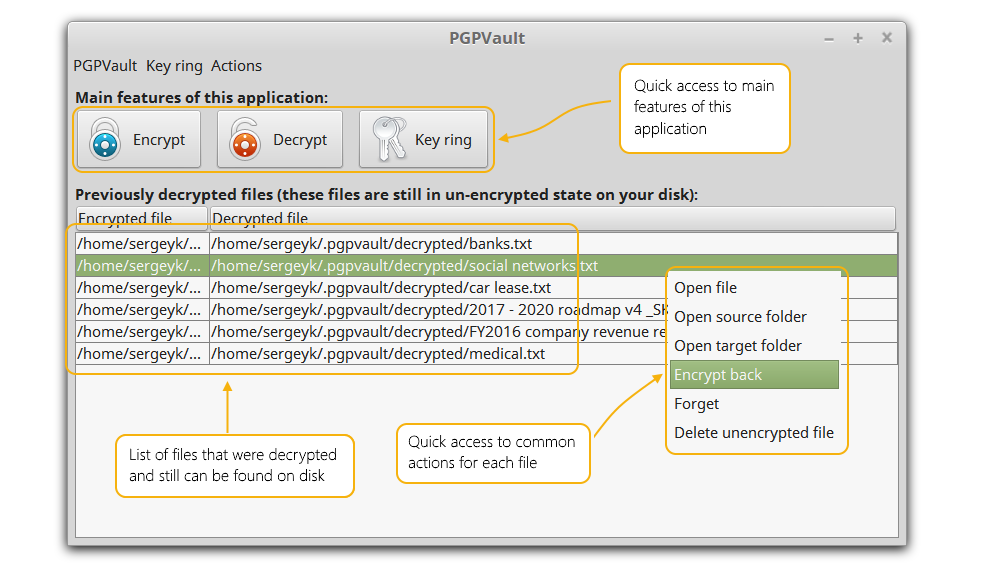 PGPVault
PGPVault Key ring Actions
Main features of this application:
Encrypt Decrypt Key ring
Quick access to main
features of this
application
Previously decrypted files (these files are still in un-encrypted state on your disk):
Encrypted file Decrypted file
/home/sergeyk/... /home/sergeyk/.pgpvault/decrypted/banks.txt
/home/sergeyk/... /home/sergeyk/.pgpvault/decrypted/social networks.txt
/home/sergeyk/... /home/sergeyk/.pgpvault/decrypted/car lease.txt
/home/sergeyk/... /home/sergeyk/.pgpvault/decrypted/2017 - 2020 roadmap v4
/home/sergeyk/... /home/sergeyk/.pgpvault/decrypted/FY2016 company revenue
/home/sergeyk/... /home/sergeyk/.pgpvault/decrypted/medical.txt
Open file
Open source folder
Open target folder
Encrypt back
Forget
Delete unencrypted file
List of files that were decrypted
and still can be found on disk
Quick access to common
actions for each file